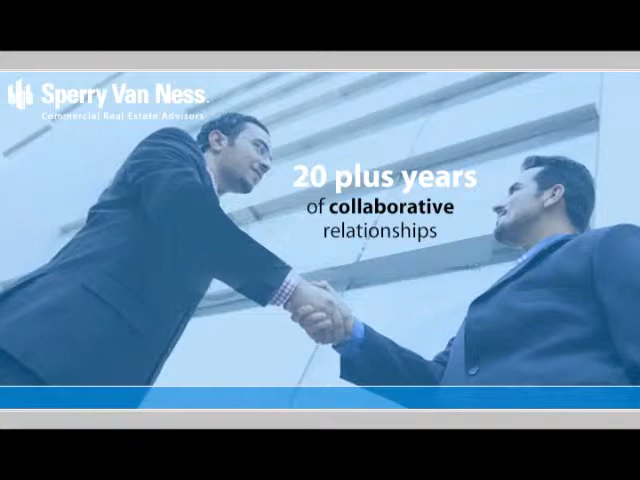 Sperry Van Ness.
Commercial Real Estate Advisors
20 plus years
of collaborative
relationships